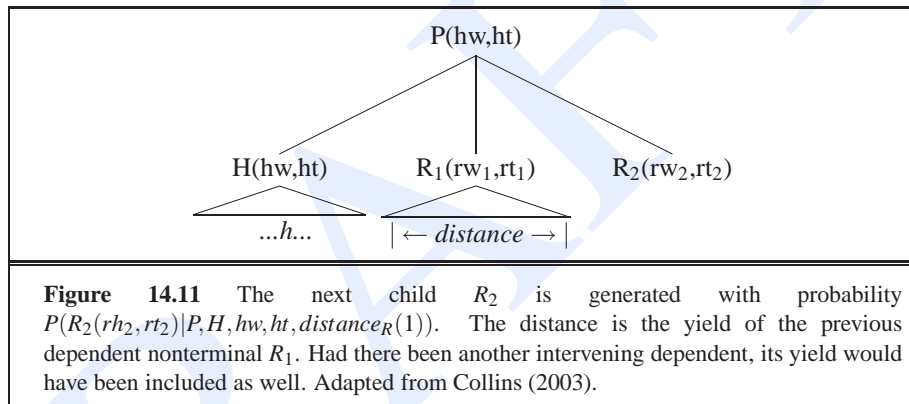 P(hw,ht)
H(hw,ht) R₁(rw₁,rt₁) R₂(rw₂,rt₂)
...h... | ← distance → |
Figure 14.11 The next child R₂ is generated with probability
P(R₂(rh₂,rt₂)|P,H,hw,ht,distance_R(1)). The distance is the yield of the previous
dependent nonterminal R₁. Had there been another intervening dependent, its yield would
have been included as well. Adapted from Collins (2003).